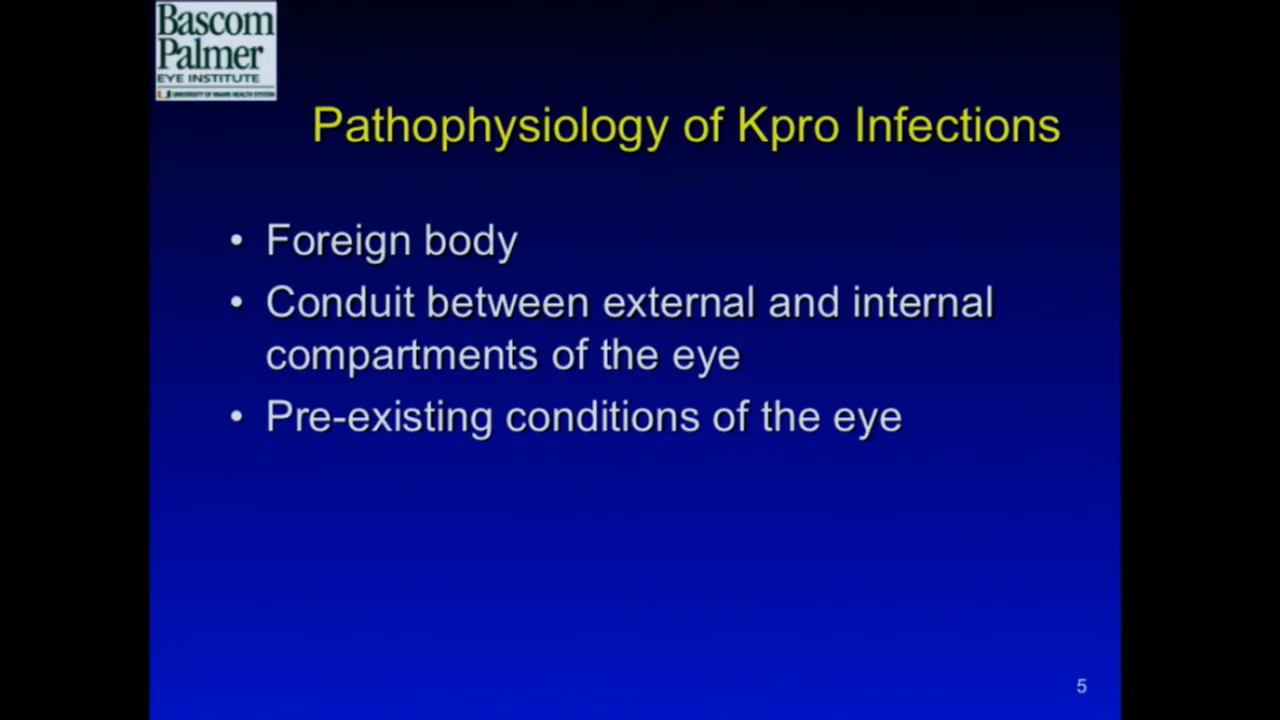 Bascom
Palmer
EYE INSTITUTE
UNIVERSITY OF MIAMI HEALTH SYSTEM
Pathophysiology of Kpro Infections
• Foreign body
• Conduit between external and internal
compartments of the eye
• Pre-existing conditions of the eye
5